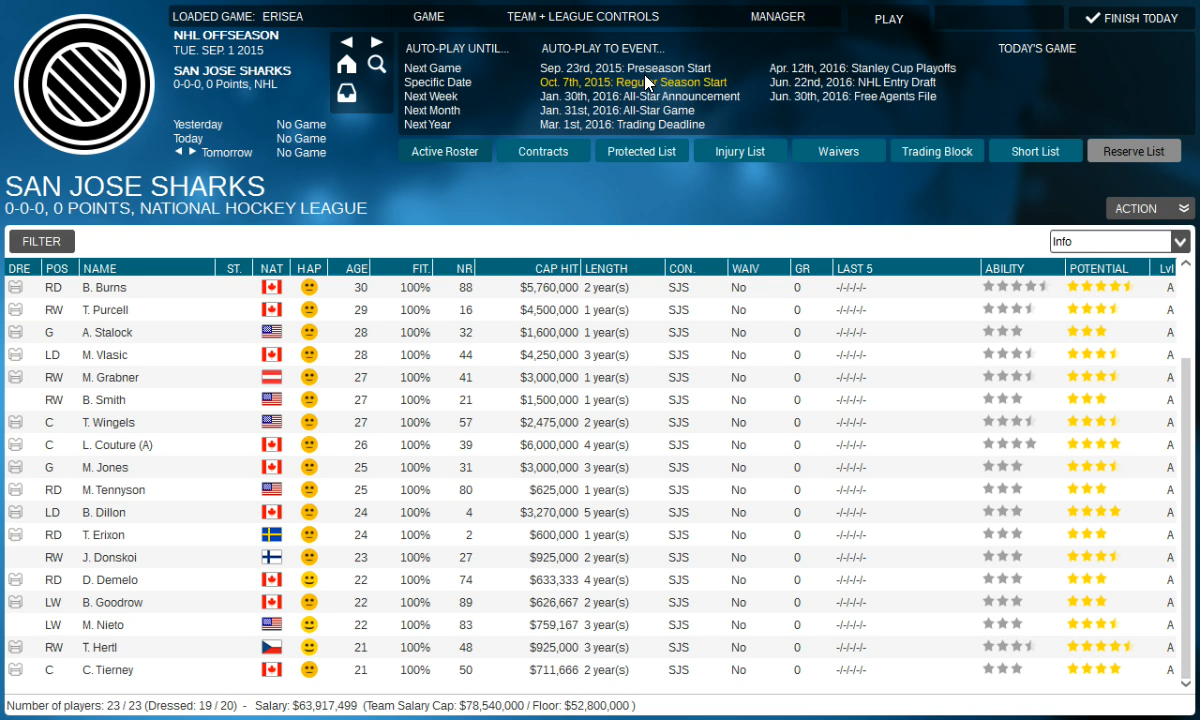 LOADED GAME: ERISEA GAME TEAM + LEAGUE CONTROLS MANAGER PLAY FINISH TODAY
NHL OFFSEASON
TUE. SEP. 1 2015
SAN JOSE SHARKS
0-0-0, 0 Points, NHL
Yesterday No Game
Today No Game
Tomorrow No Game
AUTO-PLAY UNTIL... AUTO-PLAY TO EVENT... TODAY'S GAME
Next Game Sep. 23rd, 2015: Preseason Start Apr. 12th, 2016: Stanley Cup Playoffs
Specific Date Oct. 7th, 2015: Regular Season Start Jun. 22nd, 2016: NHL Entry Draft
Next Week Jan. 30th, 2016: All-Star Announcement Jun. 30th, 2016: Free Agents File
Next Month Jan. 31st, 2016: All-Star Game
Next Year Mar. 1st, 2016: Trading Deadline
Active Roster Contracts Protected List Injury List Waivers Trading Block Short List Reserve List
SAN JOSE SHARKS
0-0-0, 0 POINTS, NATIONAL HOCKEY LEAGUE
ACTION
FILTER Info
DRE POS NAME ST. NAT HAP AGE FIT. NR CAP HIT LENGTH CON. WAIV GR LAST 5 ABILITY POTENTIAL Lvl
RD B. Burns 30 100% 88 $5,760,000 2 year(s) SJS No 0 -/-/-/-/- A
RW T. Purcell 29 100% 16 $4,500,000 1 year(s) SJS No 0 -/-/-/-/- A
G A. Stalock 28 100% 32 $1,600,000 1 year(s) SJS No 0 -/-/-/-/- A
LD M. Vlasic 28 100% 44 $4,250,000 3 year(s) SJS No 0 -/-/-/-/- A
RW M. Grabner 27 100% 41 $3,000,000 1 year(s) SJS No 0 -/-/-/-/- A
RW B. Smith 27 100% 21 $1,500,000 1 year(s) SJS No 0 -/-/-/-/- A
C T. Wingels 27 100% 57 $2,475,000 2 year(s) SJS No 0 -/-/-/-/- A
C L. Couture (A) 26 100% 39 $6,000,000 4 year(s) SJS No 0 -/-/-/-/- A
G M. Jones 25 100% 31 $3,000,000 3 year(s) SJS No 0 -/-/-/-/- A
RD M. Tennyson 25 100% 80 $625,000 1 year(s) SJS No 0 -/-/-/-/- A
LD B. Dillon 24 100% 4 $3,270,000 5 year(s) SJS No 0 -/-/-/-/- A
RD T. Erixon 24 100% 2 $600,000 1 year(s) SJS No 0 -/-/-/-/- A
RW J. Donskoi 23 100% 27 $925,000 2 year(s) SJS No 0 -/-/-/-/- A
RD D. Demelo 22 100% 74 $633,333 4 year(s) SJS No 0 -/-/-/-/- A
LW B. Goodrow 22 100% 89 $626,667 2 year(s) SJS No 0 -/-/-/-/- A
LW M. Nieto 22 100% 83 $759,167 3 year(s) SJS No 0 -/-/-/-/- A
RW T. Hertl 21 100% 48 $925,000 3 year(s) SJS No 0 -/-/-/-/- A
C C. Tierney 21 100% 50 $711,666 2 year(s) SJS No 0 -/-/-/-/- A
Number of players: 23 / 23 (Dressed: 19 / 20) - Salary: $63,917,499 (Team Salary Cap: $78,540,000 / Floor: $52,800,000 )